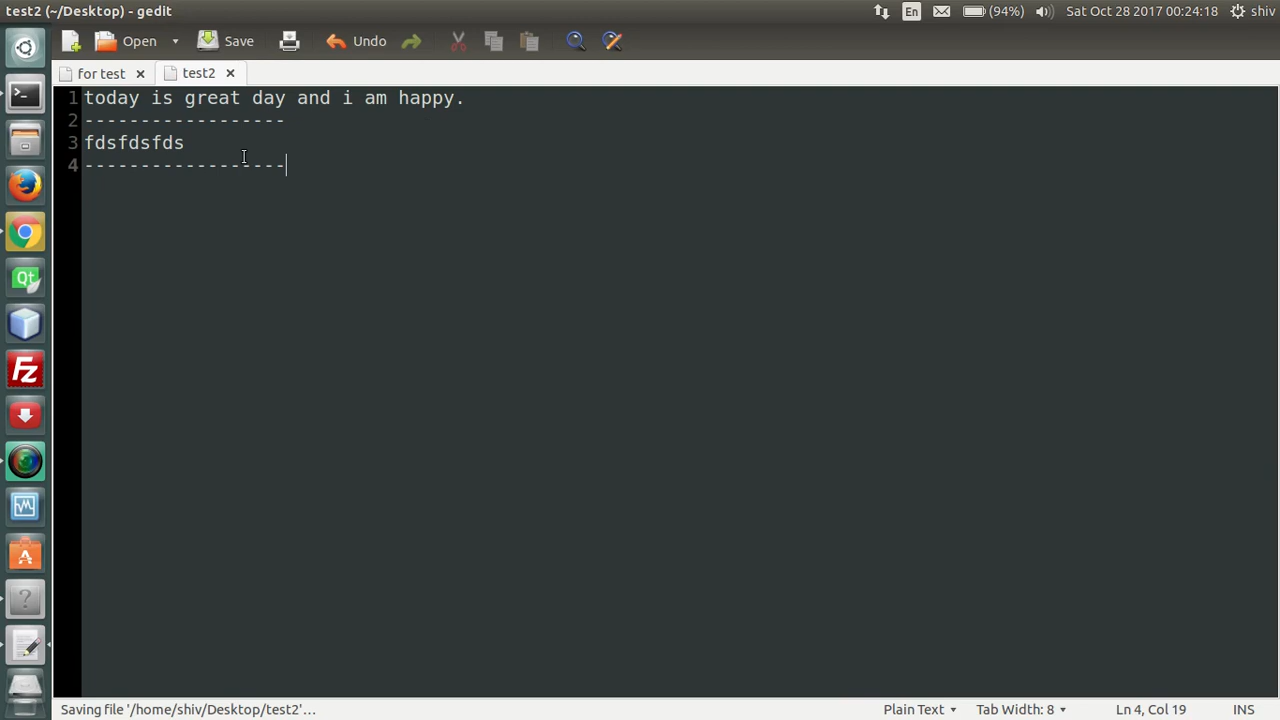 test2 (~/Desktop) - gedit En (94%) Sat Oct 28 2017 00:24:18 shiv
Open Save Undo
for test test2
1 today is great day and i am happy.
2 ------------------
3 fdsfdsfds
4 ------------------
Qt
Fz
A
?
Saving file '/home/shiv/Desktop/test2'… Plain Text Tab Width: 8 Ln 4, Col 19 INS